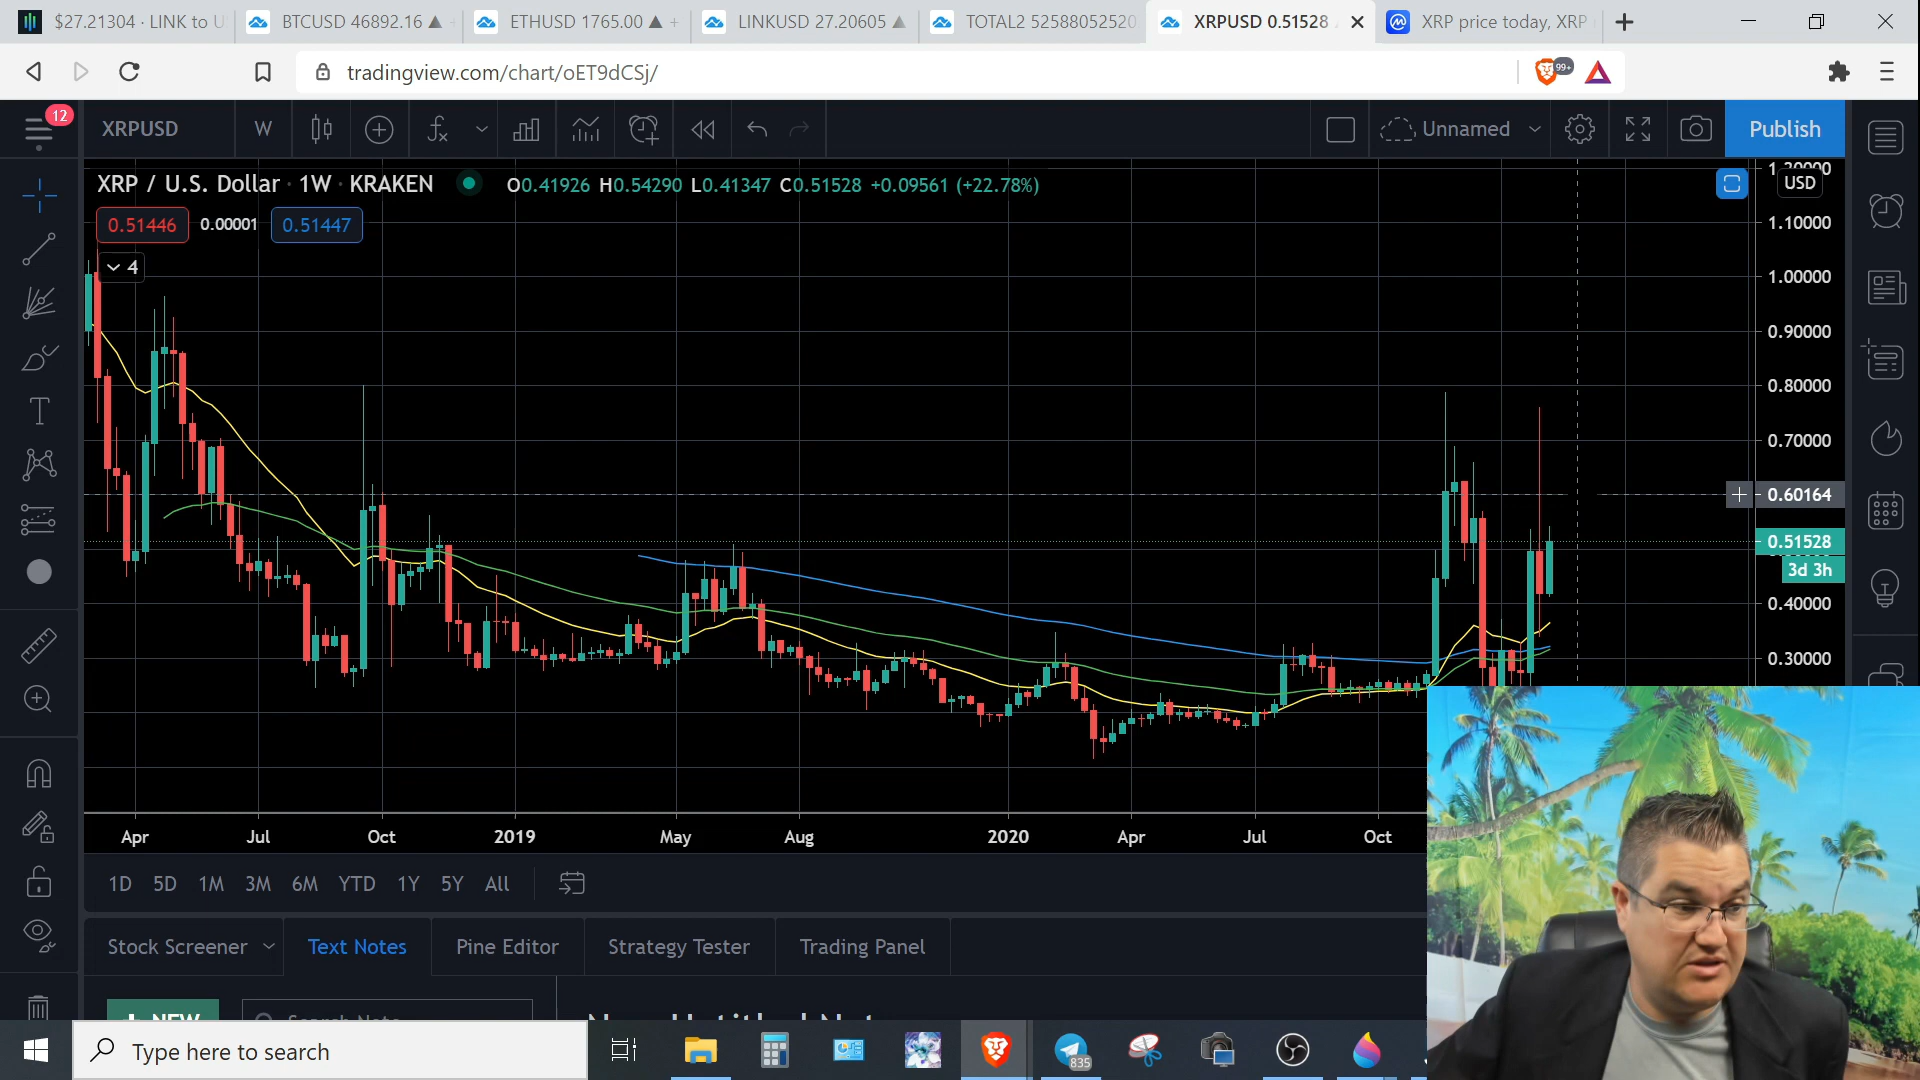 $27.21304 · LINK to U
BTCUSD 46892.16 ▲
ETHUSD 1765.00 ▲
LINKUSD 27.20605 ▲
TOTAL2 52588052520
XRPUSD 0.51528
XRP price today, XRP
tradingview.com/chart/oET9dCSj/
99+
12
XRPUSD
W
Unnamed
Publish
XRP / U.S. Dollar · 1W · KRAKEN
O0.41926 H0.54290 L0.41347 C0.51528 +0.09561 (+22.78%)
0.51446
0.00001
0.51447
4
1.20000
USD
1.10000
1.00000
0.90000
0.80000
0.70000
0.60164
0.51528
3d 3h
0.40000
0.30000
Apr Jul Oct 2019 May Aug 2020 Apr Jul Oct
1D 5D 1M 3M 6M YTD 1Y 5Y All
Stock Screener
Text Notes
Pine Editor
Strategy Tester
Trading Panel
NEW
Search Note
Type here to search
835